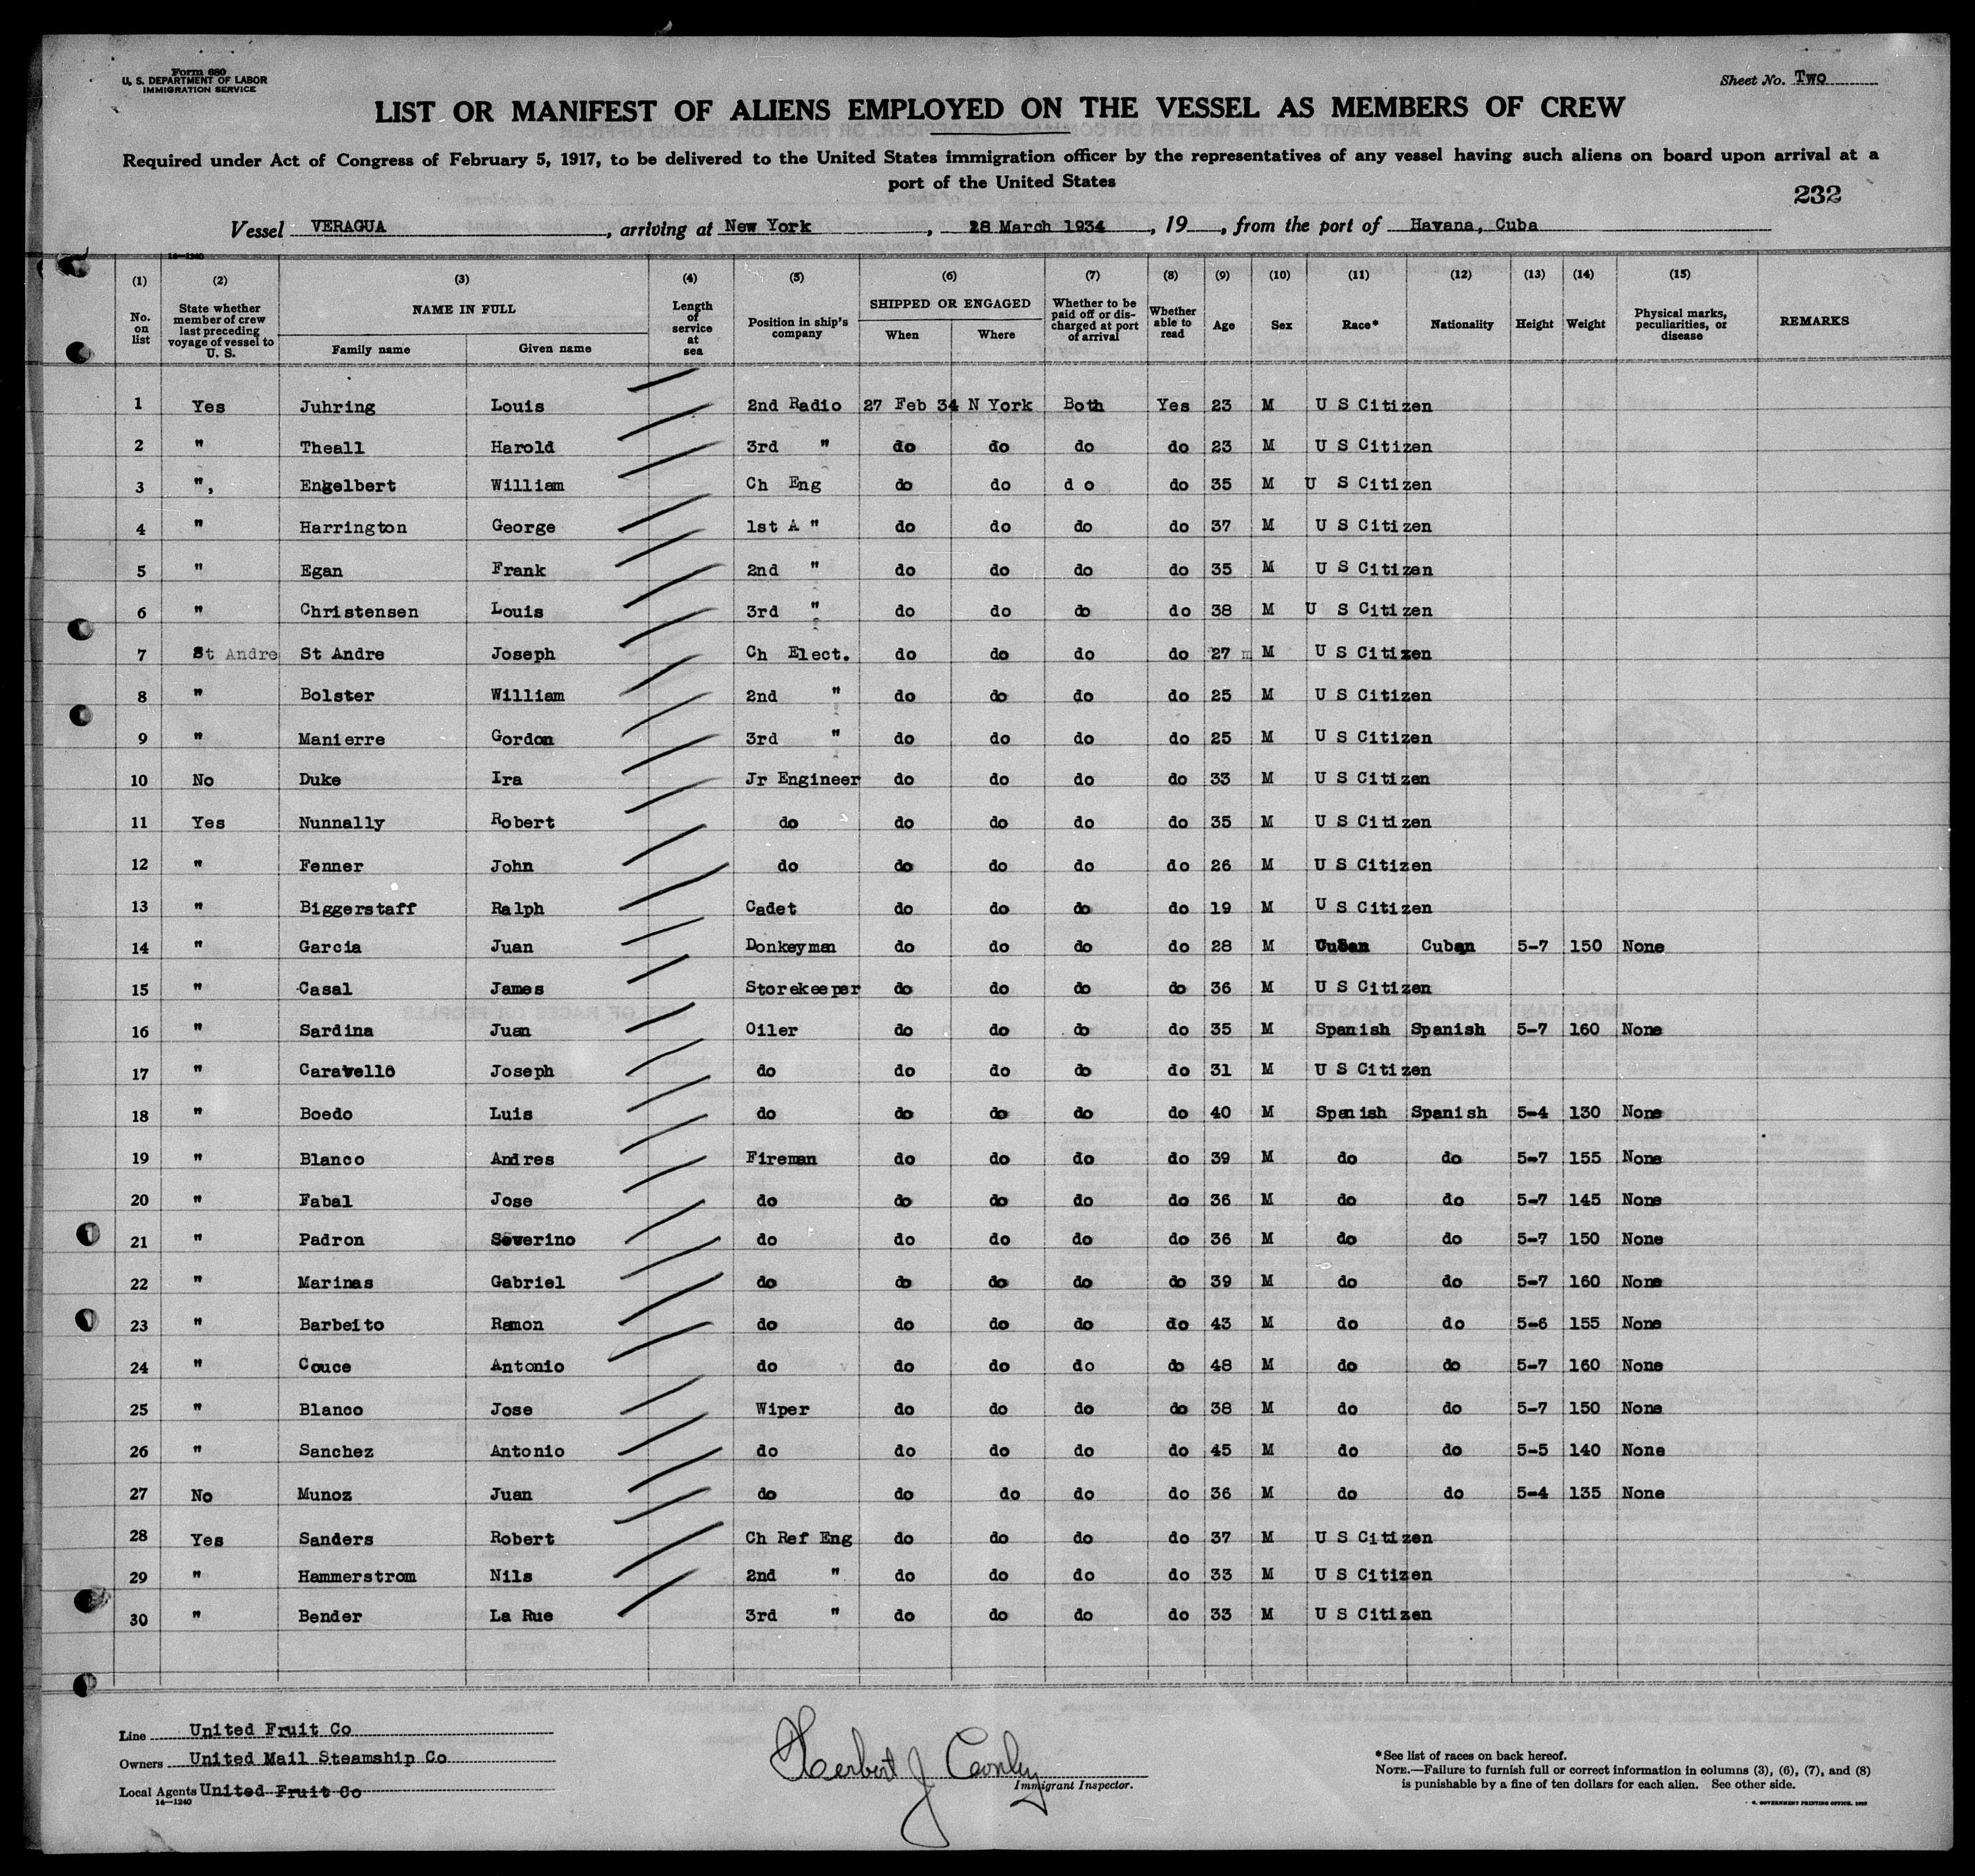 Form 680
U. S. DEPARTMENT OF LABOR
IMMIGRATION SERVICE
Sheet No. Two
LIST OR MANIFEST OF ALIENS EMPLOYED ON THE VESSEL AS MEMBERS OF CREW
Required under Act of Congress of February 5, 1917, to be delivered to the United States immigration officer by the representatives of any vessel having such aliens on board upon arrival at a
port of the United States
232
Vessel VERAGUA, arriving at New York, 28 March 1934, 19, from the port of Havana, Cuba
14—1240
(1) (2) (3) (4) (5) (6) (7) (8) (9) (10) (11) (12) (13) (14) (15)
No. on list State whether member of crew last preceding voyage of vessel to U. S. NAME IN FULL Family name Given name Length of service at sea Position in ship's company SHIPPED OR ENGAGED When Where Whether to be paid off or discharged at port of arrival Whether able to read Age Sex Race* Nationality Height Weight Physical marks, peculiarities, or disease REMARKS
1 Yes Juhring Louis 2nd Radio 27 Feb 34 N York Both Yes 23 M U S Citizen
2 " Theall Harold 3rd " do do do do 23 M U S Citizen
3 ", Engelbert William Ch Eng do do d o do 35 M U S Citizen
4 " Harrington George 1st A " do do do do 37 M U S Citizen
5 " Egan Frank 2nd " do do do do 35 M U S Citizen
6 " Christensen Louis 3rd " do do do do 38 M U S Citizen
7 St Andre St Andre Joseph Ch Elect. do do do do 27 m M U S Citizen
8 " Bolster William 2nd " do do do do 25 M U S Citizen
9 " Manierre Gordon 3rd " do do do do 25 M U S Citizen
10 No Duke Ira Jr Engineer do do do do 33 M U S Citizen
11 Yes Nunnally Robert do do do do do 35 M U S Citizen
12 " Fenner John do do do do do 26 M U S Citizen
13 " Biggerstaff Ralph Cadet do do do do 19 M U S Citizen
14 " Garcia Juan Donkeyman do do do do 28 M Cuban Cuban 5-7 150 None
15 " Casal James Storekeeper do do do do 36 M U S Citizen
16 " Sardina Juan Oiler do do do do 35 M Spanish Spanish 5-7 160 None
17 " Caravello Joseph do do do do do 31 M U S Citizen
18 " Boedo Luis do do do do do 40 M Spanish Spanish 5-4 130 None
19 " Blanco Andres Fireman do do do do 39 M do do 5-7 155 None
20 " Fabal Jose do do do do do 36 M do do 5-7 145 None
21 " Padron Severino do do do do do 36 M do do 5-7 150 None
22 " Marinas Gabriel do do do do do 39 M do do 5-7 160 None
23 " Barbeito Ramon do do do do do 43 M do do 5-6 155 None
24 " Couce Antonio do do do do do 48 M do do 5-7 160 None
25 " Blanco Jose Wiper do do do do 38 M do do 5-7 150 None
26 " Sanchez Antonio do do do do do 45 M do do 5-5 140 None
27 No Munoz Juan do do do do do 36 M do do 5-4 135 None
28 Yes Sanders Robert Ch Ref Eng do do do do 37 M U S Citizen
29 " Hammerstrom Nils 2nd " do do do do 33 M U S Citizen
30 " Bender La Rue 3rd " do do do do 33 M U S Citizen
Line United Fruit Co
Owners United Mail Steamship Co
Local Agents United Fruit Co
14—1240
Herbert J Conley
Immigrant Inspector.
*See list of races on back hereof.
NOTE.—Failure to furnish full or correct information in columns (3), (6), (7), and (8)
is punishable by a fine of ten dollars for each alien. See other side.
GOVERNMENT PRINTING OFFICE